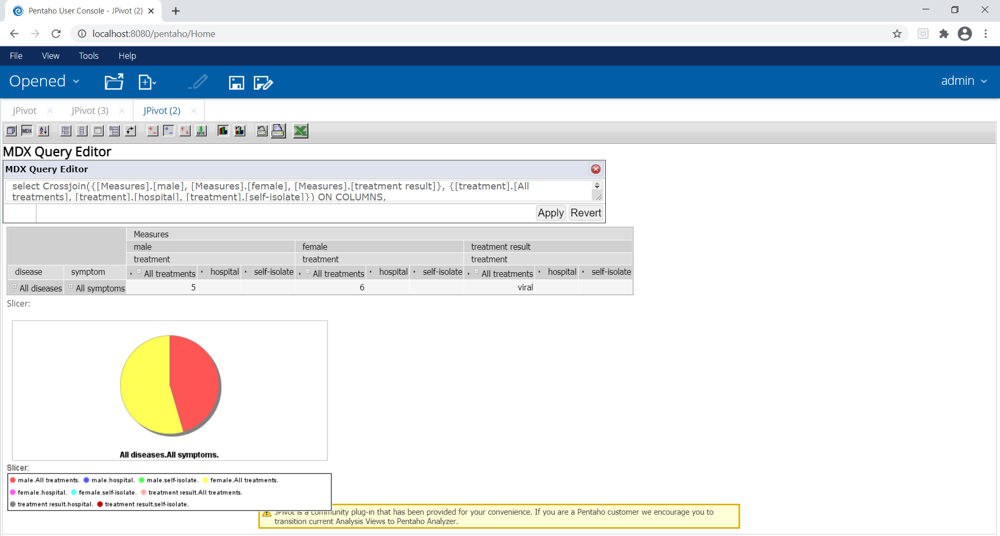 Pentaho User Console - JPivot (2)
localhost:8080/pentaho/Home
File View Tools Help
Opened admin
JPivot JPivot (3) JPivot (2)
MDX
MDX Query Editor
MDX Query Editor
select Crossjoin({[Measures].[male], [Measures].[female], [Measures].[treatment result]}, {[treatment].[All
treatments], [treatment].[hospital], [treatment].[self-isolate]}) ON COLUMNS,
Apply Revert
Measures
male female treatment result
treatment treatment treatment
disease symptom All treatments hospital self-isolate All treatments hospital self-isolate All treatments hospital self-isolate
All diseases All symptoms 5 6 viral
Slicer:
All diseases.All symptoms.
Slicer:
male.All treatments. male.hospital. male.self-isolate. female.All treatments.
female.hospital. female.self-isolate. treatment result.All treatments.
treatment result.hospital. treatment result.self-isolate.
JPivot is a community plug-in that has been provided for your convenience. If you are a Pentaho customer we encourage you to
transition current Analysis Views to Pentaho Analyzer.